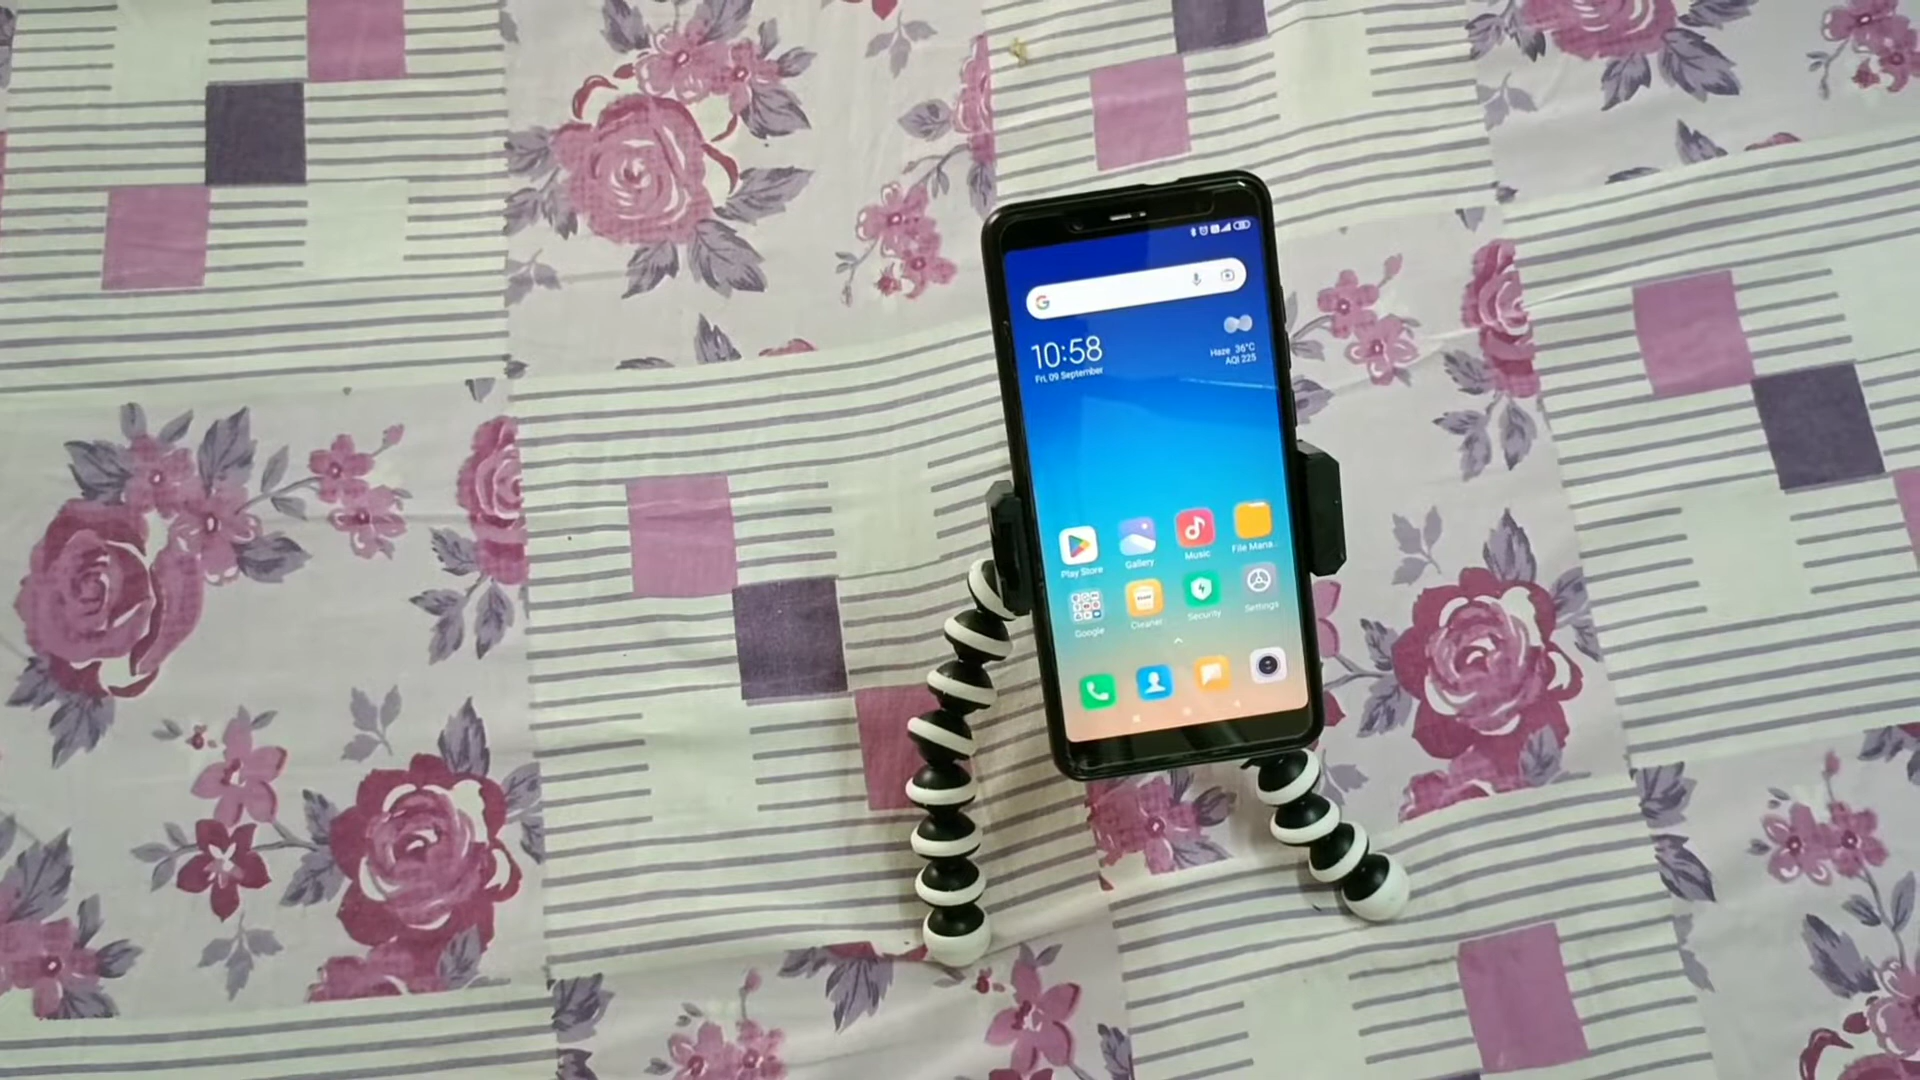 10:58
Fri, 09 September
Haze 36°C
AQI 225
Play Store
Gallery
Music
File Mana..
Google
Cleaner
Security
Settings